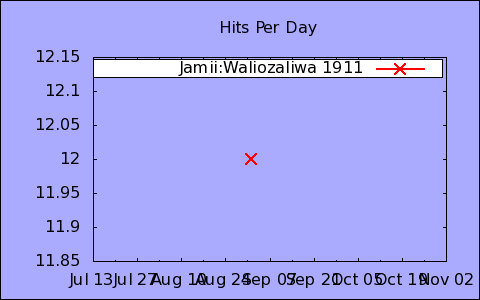 Hits Per Day
Jamii:Waliozaliwa 1911
12.15
12.1
12.05
12
11.95
11.9
11.85
Jul 13 Jul 27 Aug 10 Aug 24 Sep 07 Sep 21 Oct 05 Oct 19 Nov 02